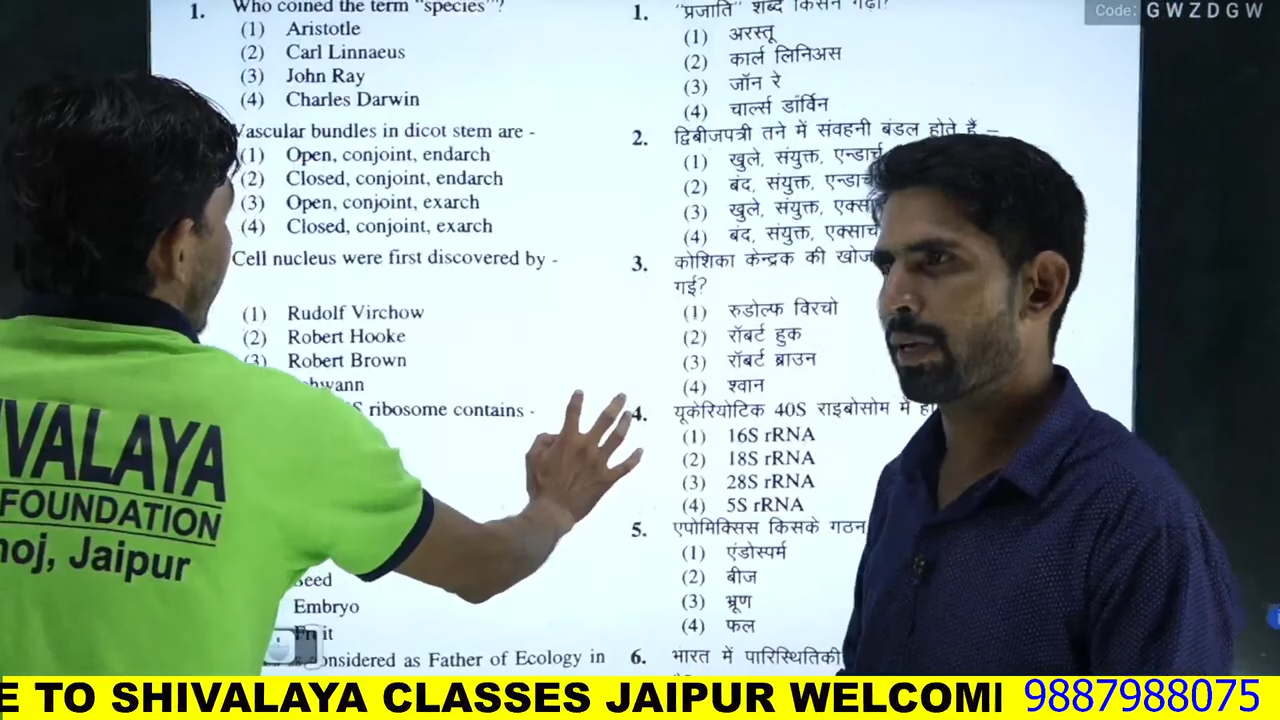 Code: GWZDGW
1. Who coined the term "species"?
(1) Aristotle
(2) Carl Linnaeus
(3) John Ray
(4) Charles Darwin
Vascular bundles in dicot stem are -
(1) Open, conjoint, endarch
(2) Closed, conjoint, endarch
(3) Open, conjoint, exarch
(4) Closed, conjoint, exarch
Cell nucleus were first discovered by -
(1) Rudolf Virchow
(2) Robert Hooke
(3) Robert Brown
ribosome contains -
Seed
Embryo
Fruit
considered as Father of Ecology in
1. "प्रजाति" शब्द किसने गढ़ा?
(1) अरस्तू
(2) कार्ल लिनिअस
(3) जॉन रे
(4) चार्ल्स डार्विन
2. द्विबीजपत्री तने में संवहनी बंडल होते हैं –
(1) खुले, संयुक्त, एन्डार्च
(2) बंद, संयुक्त,
(3) खुले, संयुक्त,
(4) बंद, संयुक्त, एक्सार्च
3. कोशिका केन्द्रक की
गई?
(1) रुडोल्फ विरचो
(2) रॉबर्ट हुक
(3) रॉबर्ट ब्राउन
(4) श्वान
4. यूकेरियोटिक 40S राइबोसोम में
(1) 16S rRNA
(2) 18S rRNA
(3) 28S rRNA
(4) 5S rRNA
5. एपोमिक्सिस किसके गठन
(1) एंडोस्पर्म
(2) बीज
(3) भ्रूण
(4) फल
6. भारत में पारिस्थितिकी
SHIVALAYA
FOUNDATION
Jaipur
TO SHIVALAYA CLASSES JAIPUR 9887988075